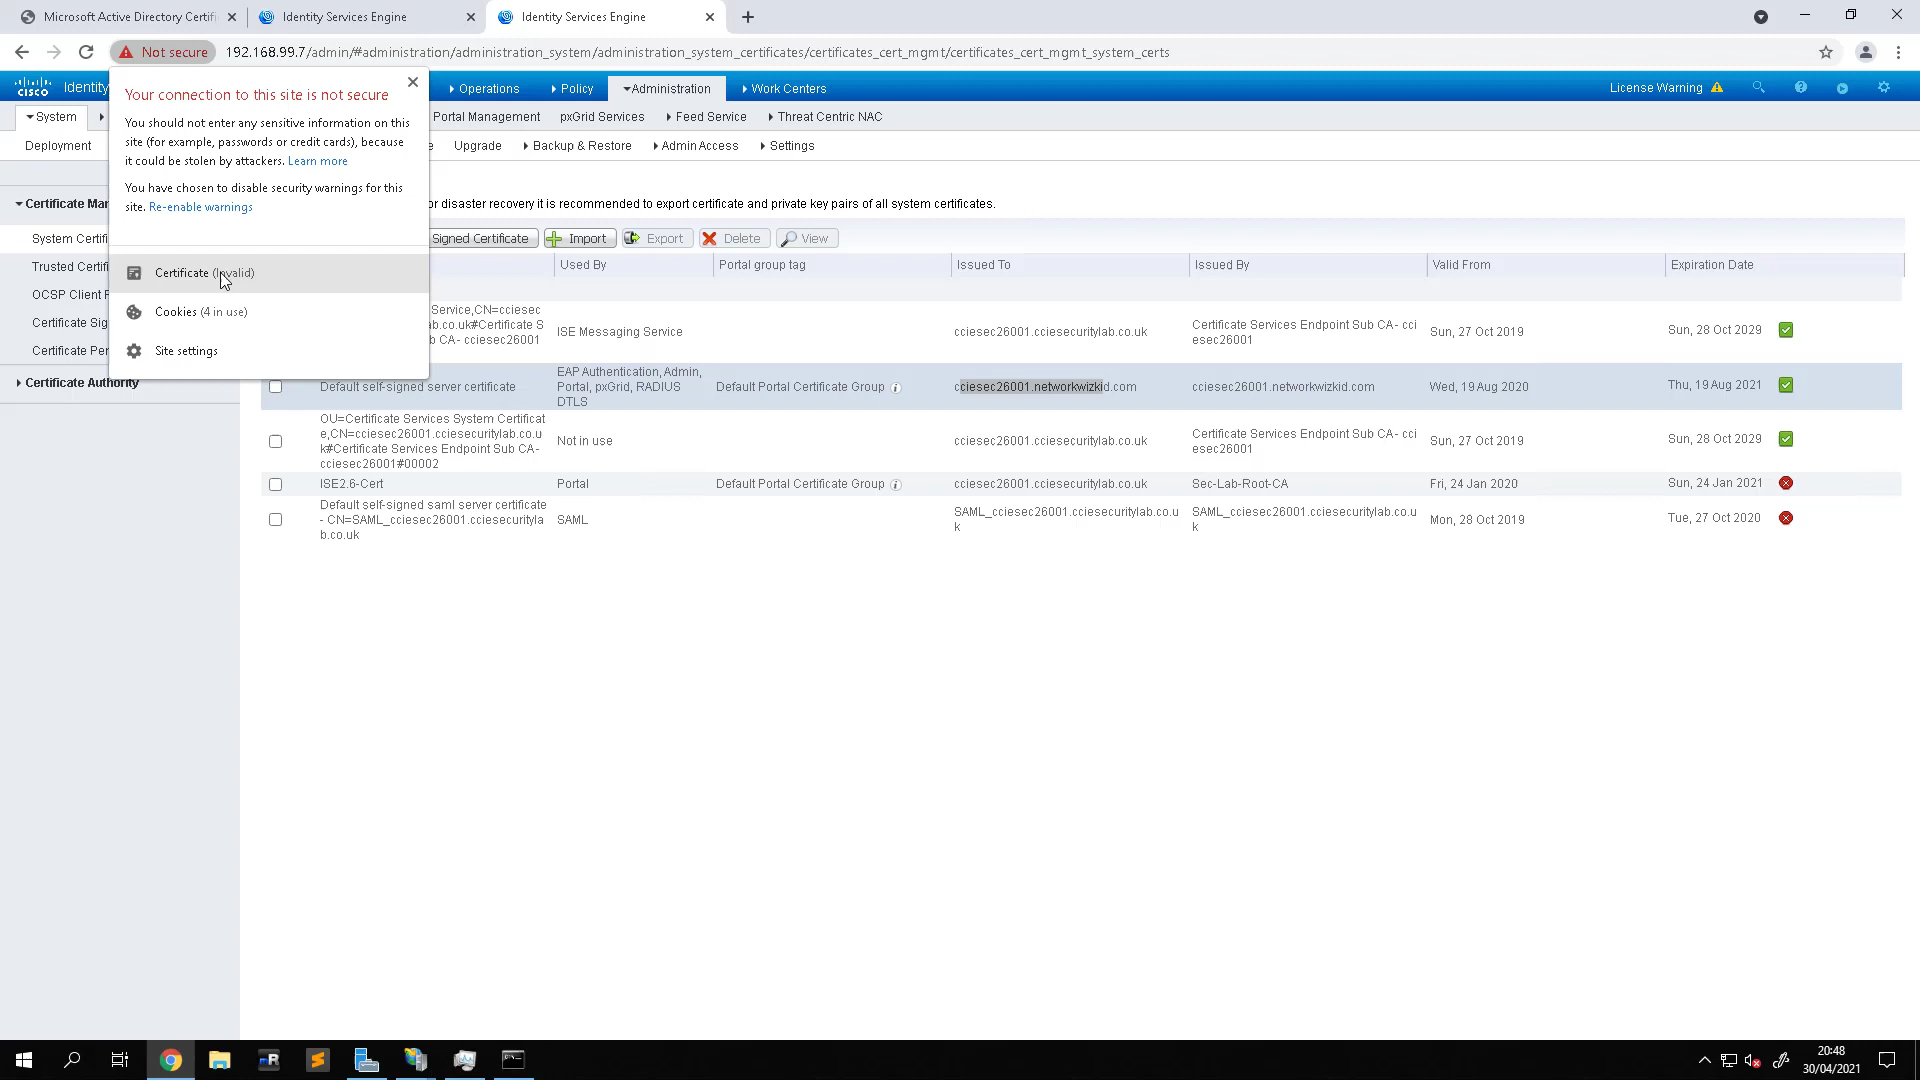 Microsoft Active Directory Certifi
Identity Services Engine
Identity Services Engine
Not secure
192.168.99.7/admin/#administration/administration_system/administration_system_certificates/certificates_cert_mgmt/certificates_cert_mgmt_system_certs
cisco
Identity
Operations
Policy
Administration
Work Centers
License Warning
System
Portal Management
pxGrid Services
Feed Service
Threat Centric NAC
Deployment
e
Upgrade
Backup & Restore
Admin Access
Settings
Your connection to this site is not secure
You should not enter any sensitive information on this
site (for example, passwords or credit cards), because
it could be stolen by attackers. Learn more
You have chosen to disable security warnings for this
site. Re-enable warnings
Certificate (Invalid)
Cookies (4 in use)
Site settings
Certificate Mar
System Certifi
Trusted Certifi
OCSP Client P
Certificate Sig
Certificate Per
Certificate Authority
or disaster recovery it is recommended to export certificate and private key pairs of all system certificates.
Signed Certificate
Import
Export
Delete
View
Used By
Portal group tag
Issued To
Issued By
Valid From
Expiration Date
Service,CN=cciesec
b.co.uk#Certificate S
b CA- cciesec26001
ISE Messaging Service
cciesec26001.cciesecuritylab.co.uk
Certificate Services Endpoint Sub CA- cci
esec26001
Sun, 27 Oct 2019
Sun, 28 Oct 2029
Default self-signed server certificate
EAP Authentication, Admin,
Portal, pxGrid, RADIUS
DTLS
Default Portal Certificate Group
cciesec26001.networkwizkid.com
cciesec26001.networkwizkid.com
Wed, 19 Aug 2020
Thu, 19 Aug 2021
OU=Certificate Services System Certificat
e,CN=cciesec26001.cciesecuritylab.co.u
k#Certificate Services Endpoint Sub CA-
cciesec26001#00002
Not in use
cciesec26001.cciesecuritylab.co.uk
Certificate Services Endpoint Sub CA- cci
esec26001
Sun, 27 Oct 2019
Sun, 28 Oct 2029
ISE2.6-Cert
Portal
Default Portal Certificate Group
cciesec26001.cciesecuritylab.co.uk
Sec-Lab-Root-CA
Fri, 24 Jan 2020
Sun, 24 Jan 2021
Default self-signed saml server certificate
- CN=SAML_cciesec26001.cciesecurityla
b.co.uk
SAML
SAML_cciesec26001.cciesecuritylab.co.u
k
SAML_cciesec26001.cciesecuritylab.co.u
k
Mon, 28 Oct 2019
Tue, 27 Oct 2020
20:48
30/04/2021